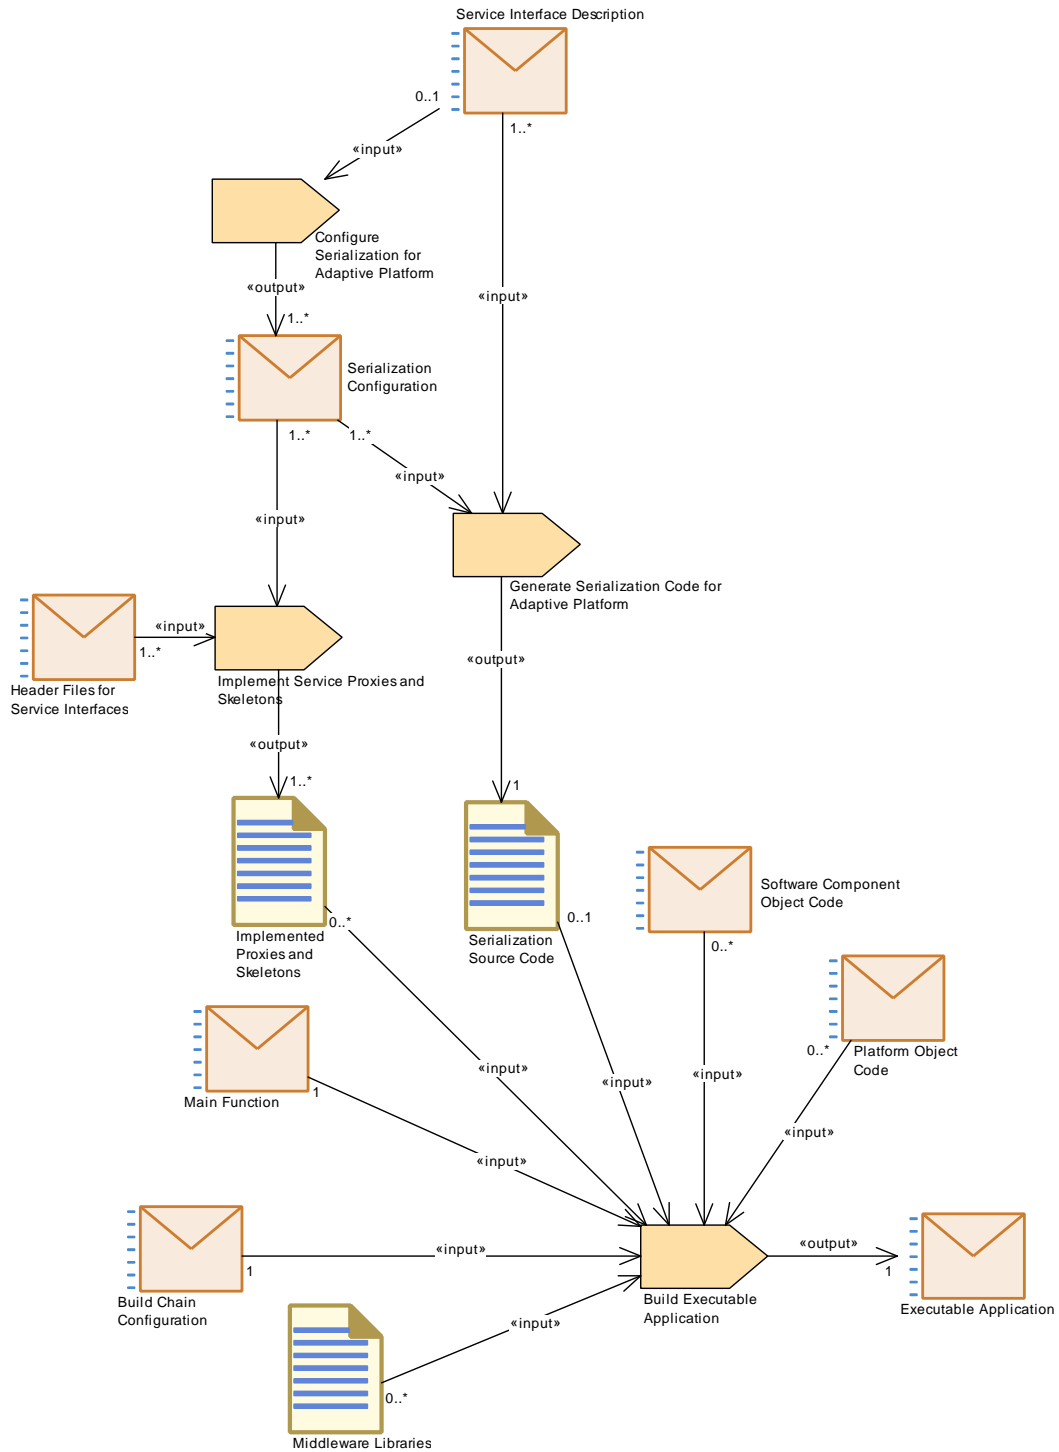 Service Interface Description
0..1
1..*
«input»
Configure
Serialization for
Adaptive Platform
«output»
«input»
1..*
Serialization
Configuration
1..*
1..*
«input»
«input»
Generate Serialization Code for
Adaptive Platform
«input»
1..*
Header Files for
Service Interfaces
Implement Service Proxies and
Skeletons
«output»
«output»
1..*
1
Software Component
Object Code
0..*
0..1
Implemented
Proxies and
Skeletons
Serialization
Source Code
0..*
Platform Object
Code
0..*
Main Function
1
«input»
«input»
«input»
«input»
«input»
«input»
1
Build Chain
Configuration
«output»
1
Build Executable
Application
Executable Application
«input»
0..*
Middleware Libraries